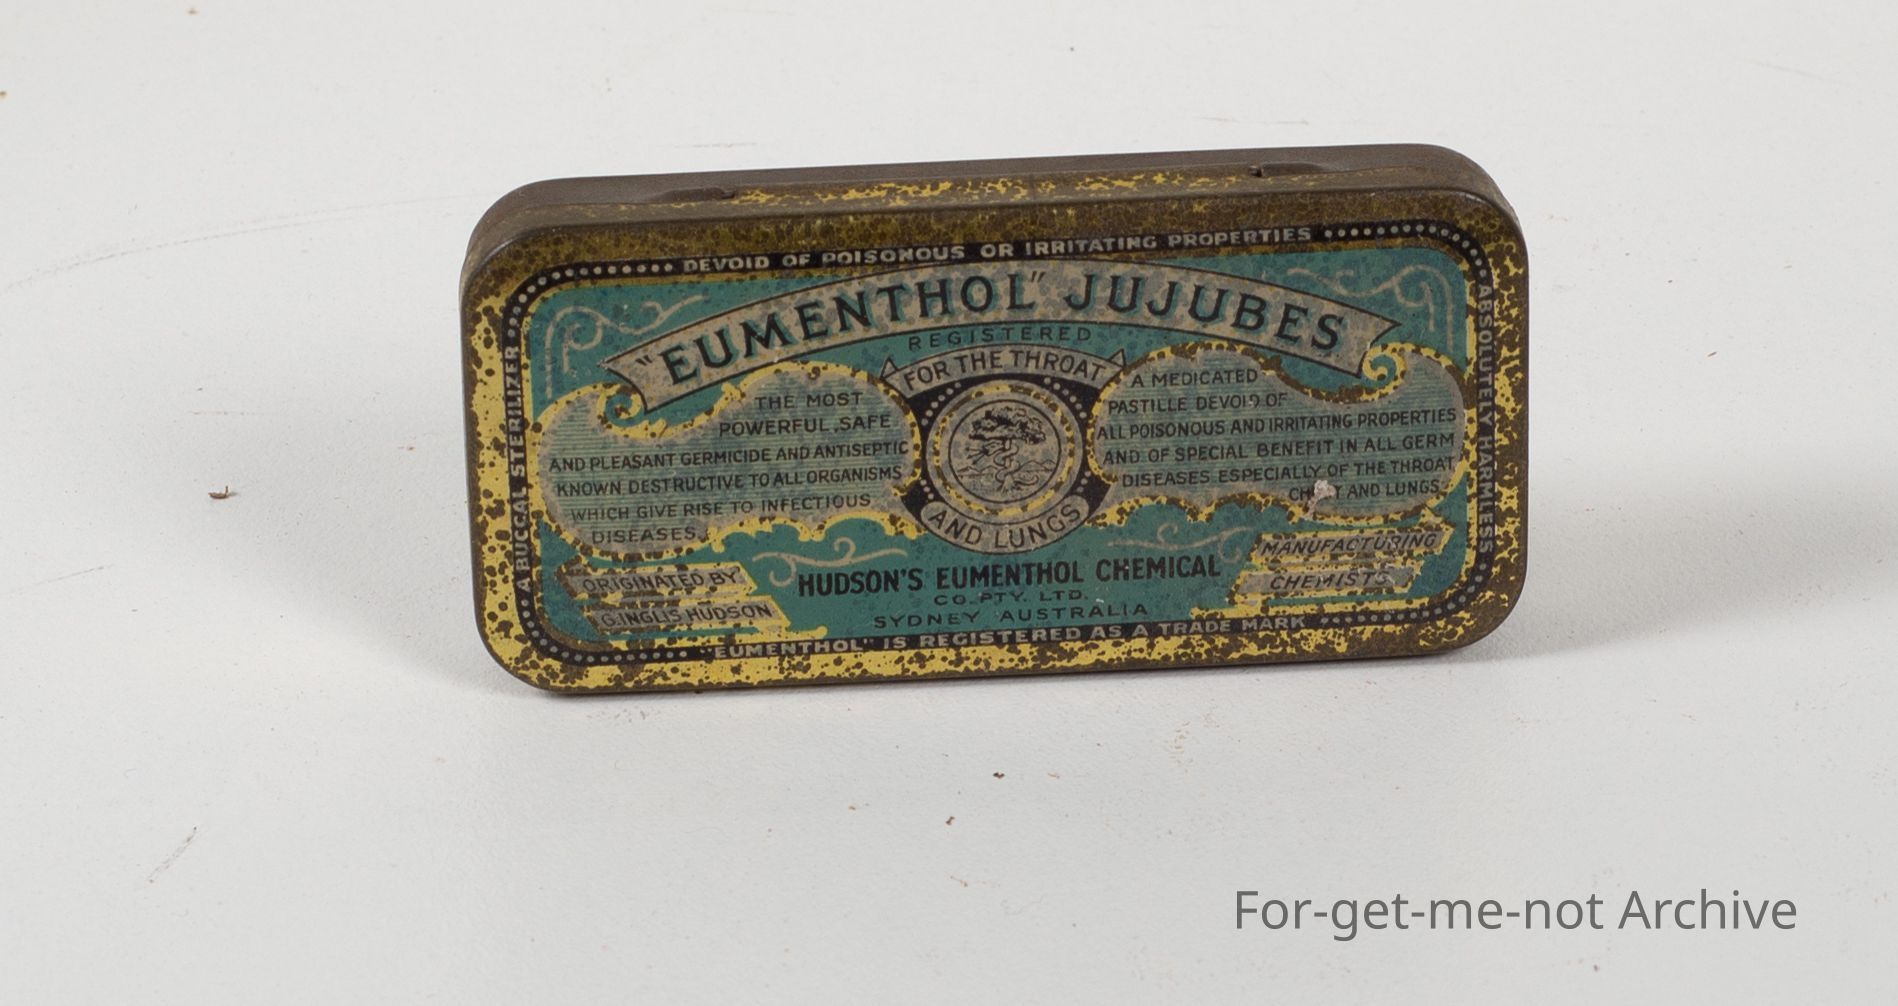 DEVOID OF POISONOUS OR IRRITATING PROPERTIES
ABSOLUTELY HARMLESS
"EUMENTHOL" IS REGISTERED AS A TRADE MARK
A BUCCAL STERILIZER
"EUMENTHOL" JUJUBES
REGISTERED
FOR THE THROAT
AND LUNGS
THE MOST
POWERFUL, SAFE
AND PLEASANT GERMICIDE AND ANTISEPTIC
KNOWN DESTRUCTIVE TO ALL ORGANISMS
WHICH GIVE RISE TO INFECTIOUS
DISEASES.
A MEDICATED
PASTILLE DEVOID OF
ALL POISONOUS AND IRRITATING PROPERTIES
AND OF SPECIAL BENEFIT IN ALL GERM
DISEASES ESPECIALLY OF THE THROAT
CHEST AND LUNGS.
ORIGINATED BY
G. INGLIS HUDSON
HUDSON'S EUMENTHOL CHEMICAL
CO. PTY. LTD.
SYDNEY AUSTRALIA
MANUFACTURING
CHEMISTS
For-get-me-not Archive